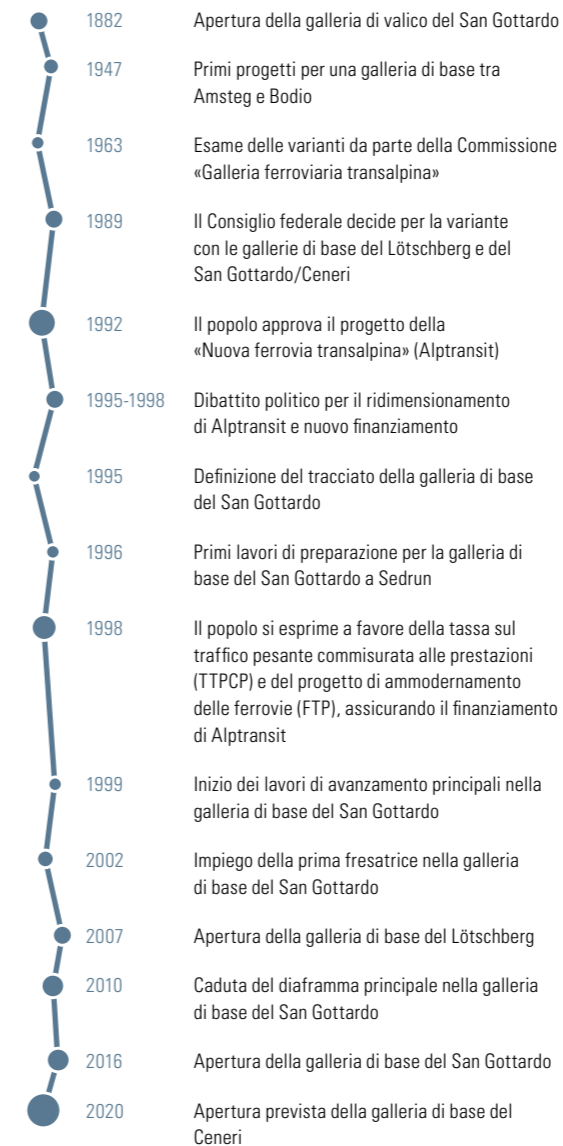 1882 Apertura della galleria di valico del San Gottardo
1947 Primi progetti per una galleria di base tra
Amsteg e Bodio
1963 Esame delle varianti da parte della Commissione
«Galleria ferroviaria transalpina»
1989 Il Consiglio federale decide per la variante
con le gallerie di base del Lötschberg e del
San Gottardo/Ceneri
1992 Il popolo approva il progetto della
«Nuova ferrovia transalpina» (Alptransit)
1995-1998 Dibattito politico per il ridimensionamento
di Alptransit e nuovo finanziamento
1995 Definizione del tracciato della galleria di base
del San Gottardo
1996 Primi lavori di preparazione per la galleria di
base del San Gottardo a Sedrun
1998 Il popolo si esprime a favore della tassa sul
traffico pesante commisurata alle prestazioni
(TTPCP) e del progetto di ammodernamento
delle ferrovie (FTP), assicurando il finanziamento
di Alptransit
1999 Inizio dei lavori di avanzamento principali nella
galleria di base del San Gottardo
2002 Impiego della prima fresatrice nella galleria
di base del San Gottardo
2007 Apertura della galleria di base del Lötschberg
2010 Caduta del diaframma principale nella galleria
di base del San Gottardo
2016 Apertura della galleria di base del San Gottardo
2020 Apertura prevista della galleria di base del
Ceneri